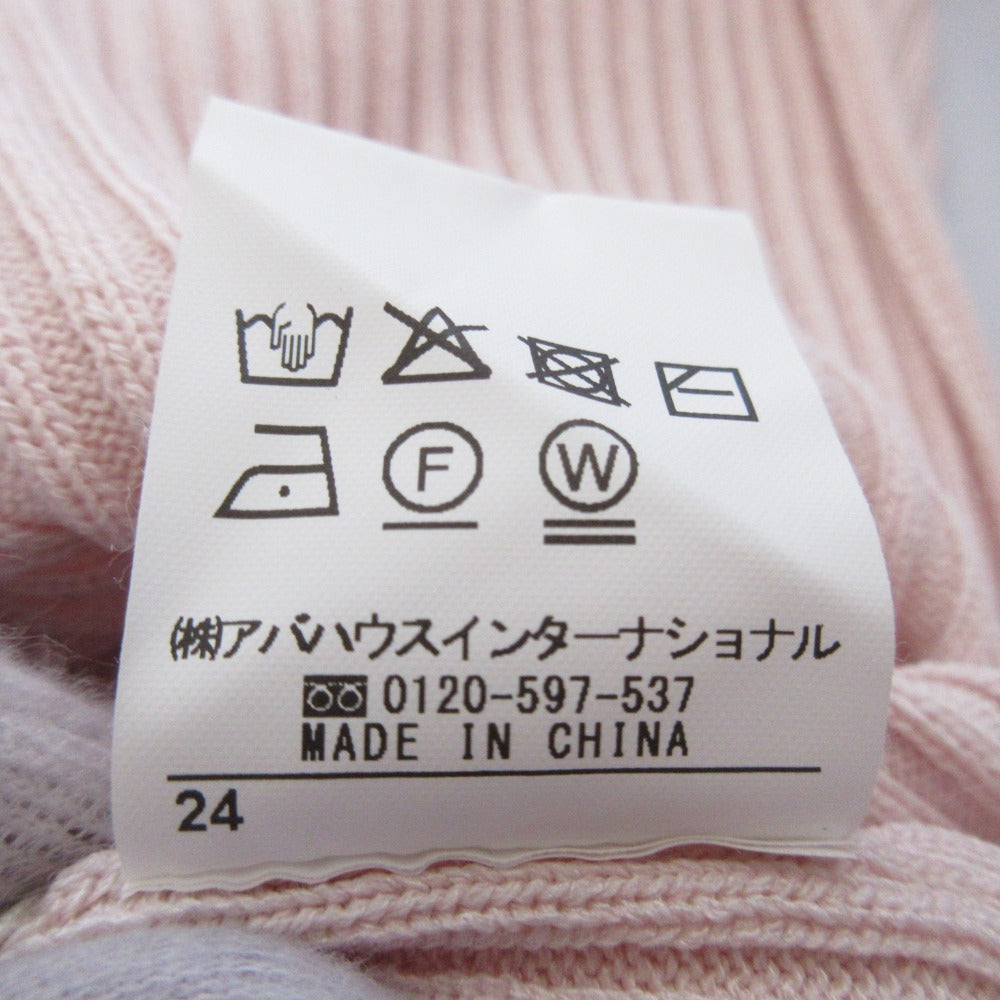 F W
(株)アバハウスインターナショナル
0120-597-537
MADE IN CHINA
24